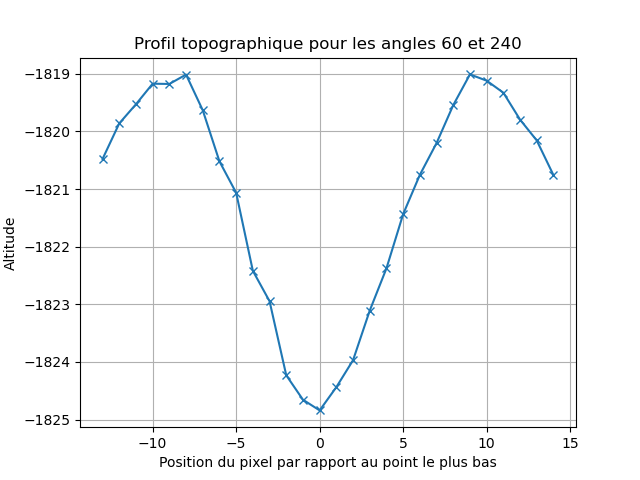 Profil topographique pour les angles 60 et 240
−1819
−1820
−1821
−1822
−1823
−1824
−1825
Altitude
−10 −5 0 5 10 15
Position du pixel par rapport au point le plus bas